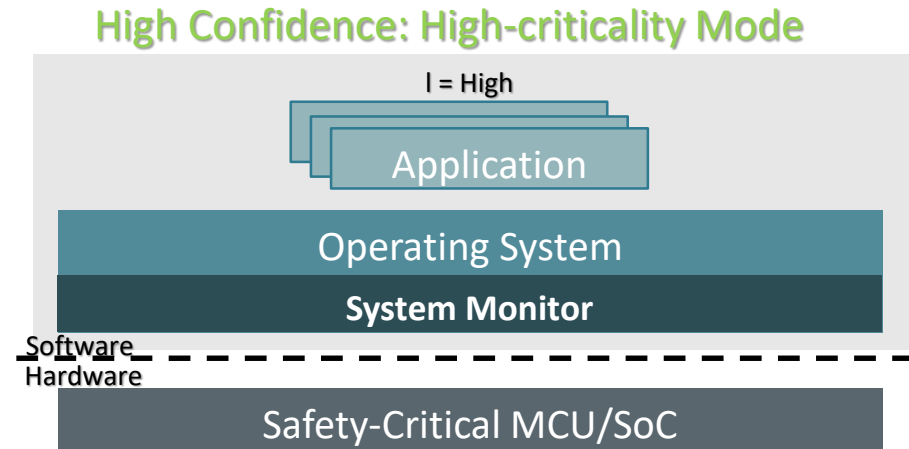 High Confidence: High-criticality Mode
l = High
Application
Operating System
System Monitor
Software
Hardware
Safety-Critical MCU/SoC